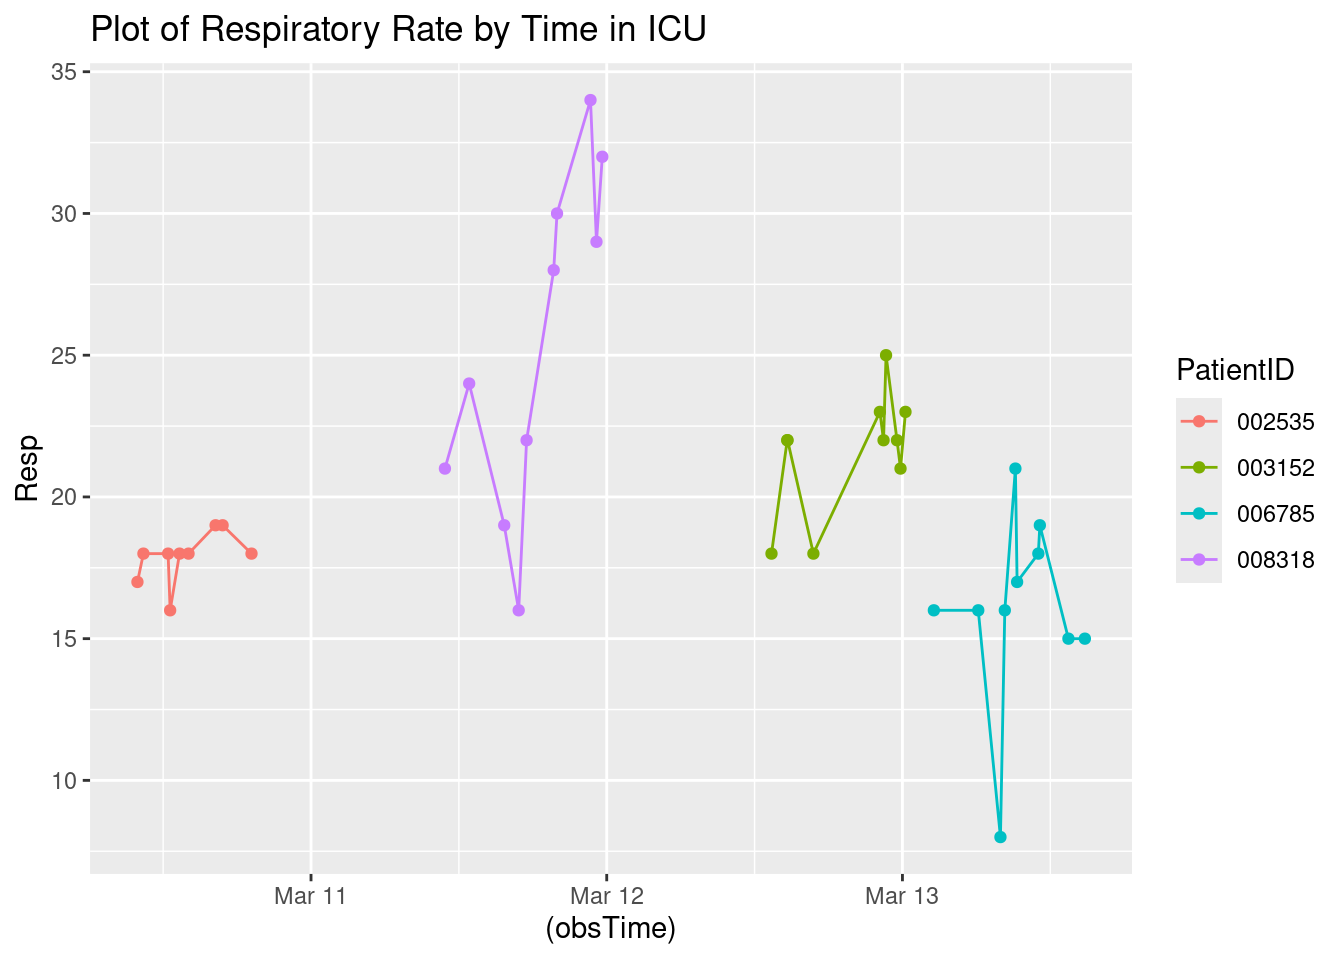 Plot of Respiratory Rate by Time in ICU
35
30
25
20
15
10
Resp
Mar 11
Mar 12
Mar 13
(obsTime)
PatientID
002535
003152
006785
008318